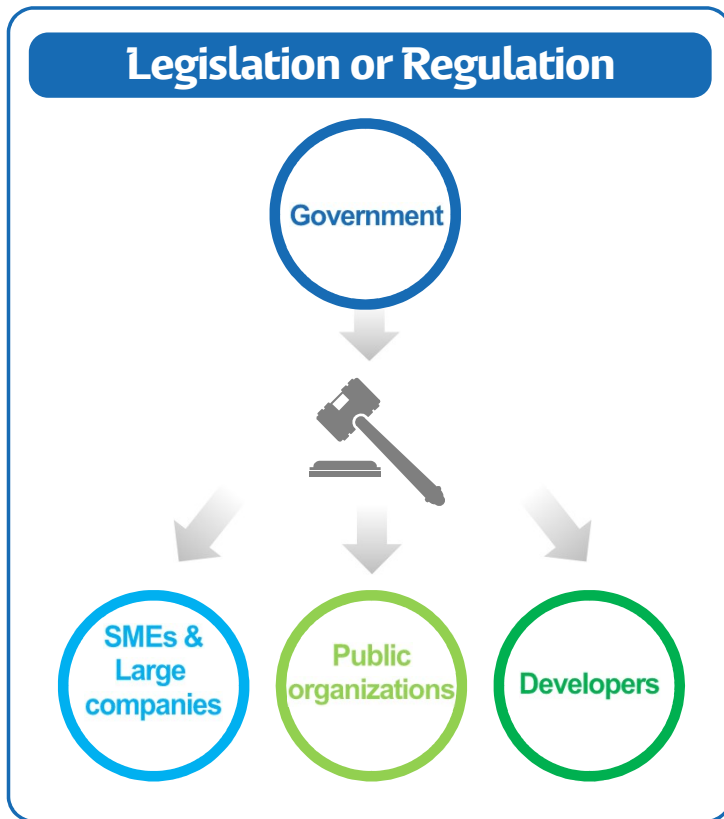 Legislation or Regulation
Government
SMEs &
Large
companies
Public
organizations
Developers